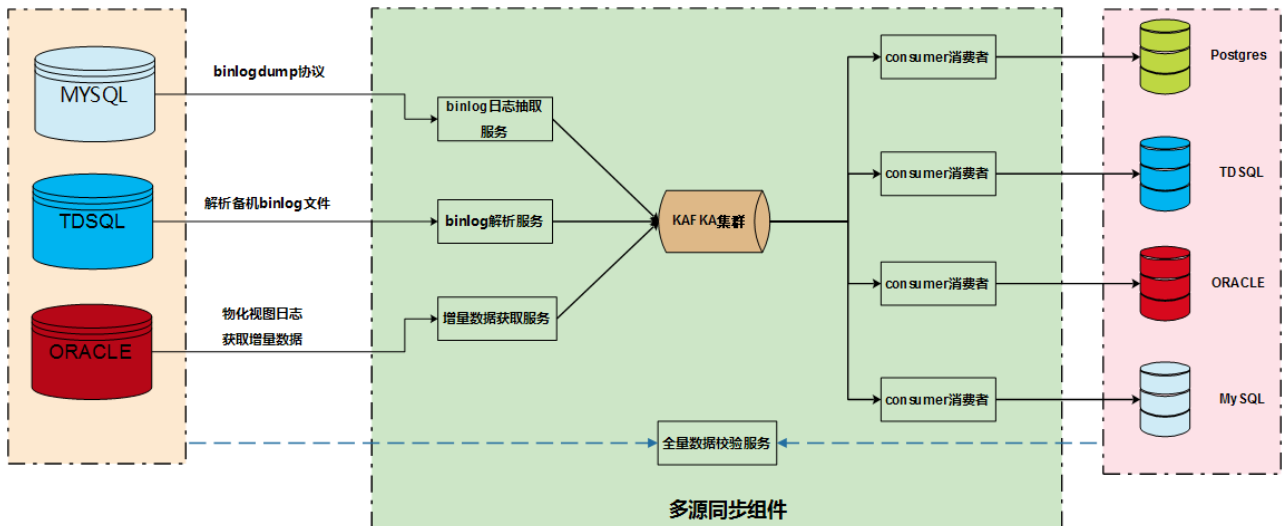 MYSQL
TDSQL
ORACLE
binlogdump协议
解析备机binlog文件
物化视图日志
获取增量数据
binlog日志抽取
服务
binlog解析服务
增量数据获取服务
KAFKA集群
consumer消费者
consumer消费者
consumer消费者
consumer消费者
全量数据校验服务
多源同步组件
Postgres
TDSQL
ORACLE
MySQL